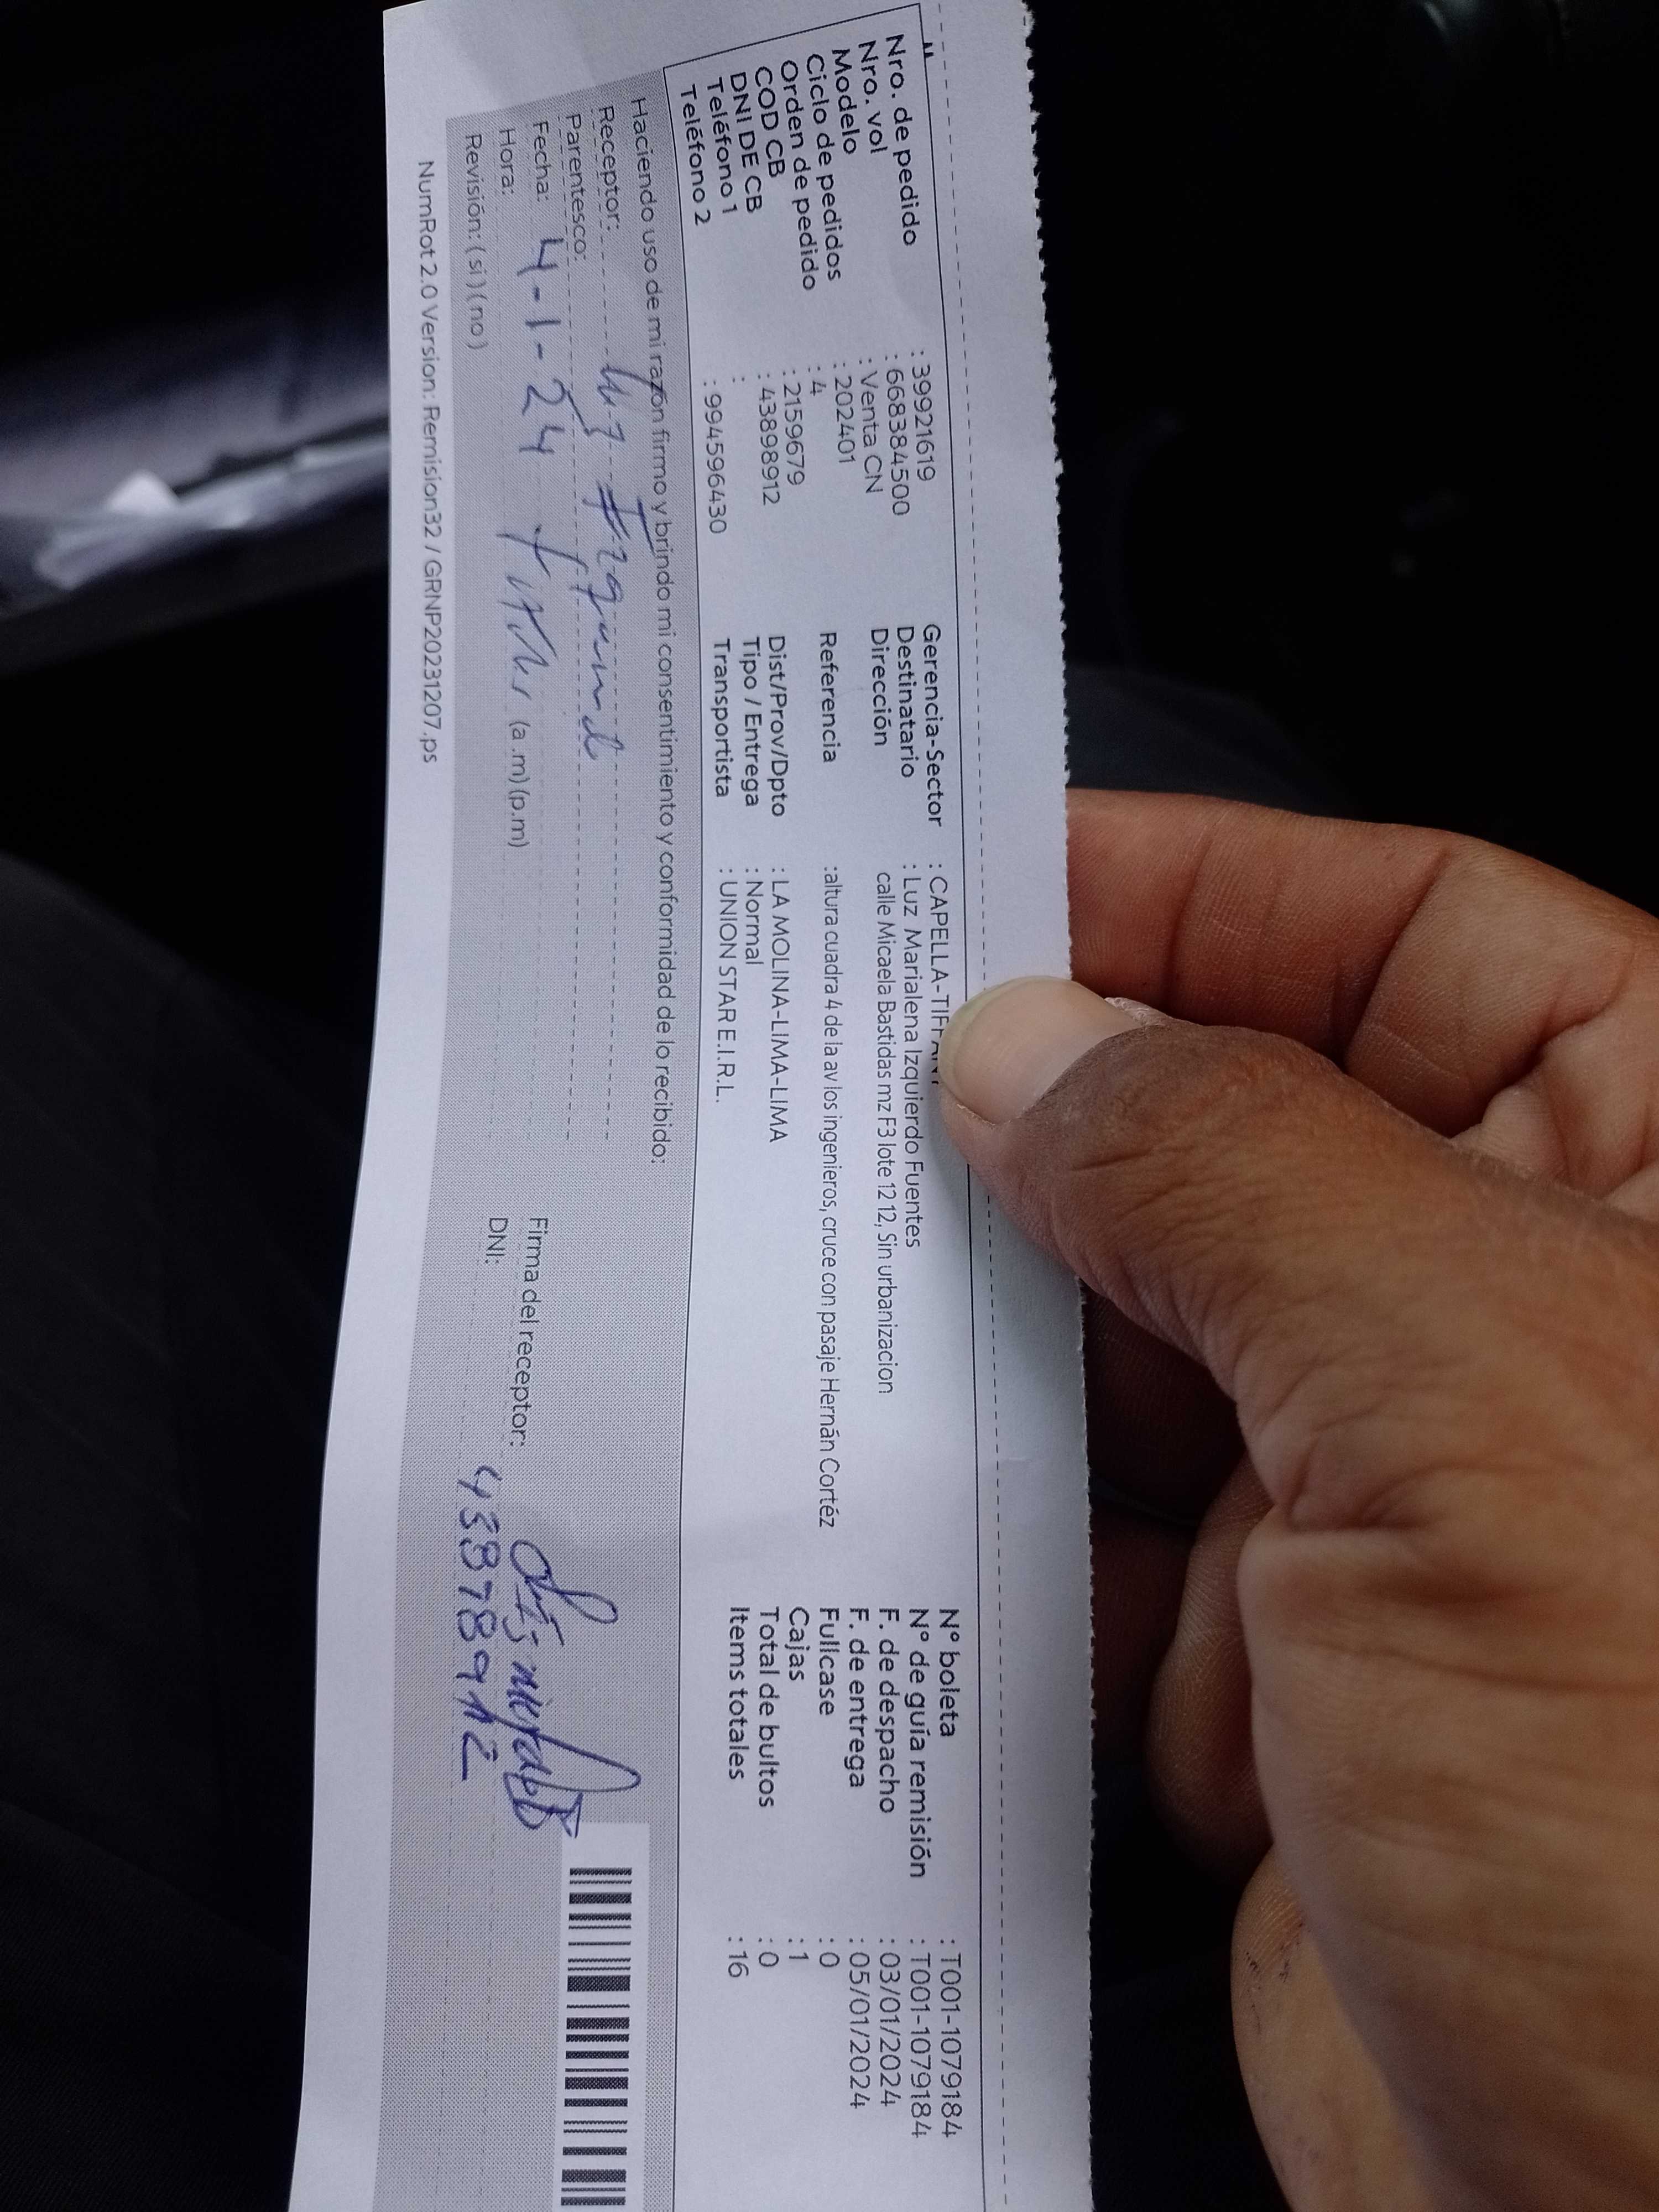 Nro. de pedido : 39921619
Nro. vol : 668384500
Modelo : Venta CN
Ciclo de pedidos : 202401
Orden de pedido : 4
COD CB : 2159679
DNI DE CB : 43898912
Teléfono 1 :
Teléfono 2 : 994596430
Gerencia-Sector : CAPELLA-TIFFANY
Destinatario : Luz Marialena Izquierdo Fuentes
Dirección calle Micaela Bastidas mz F3 lote 12 12, Sin urbanizacion
Referencia :altura cuadra 4 de la av los ingenieros, cruce con pasaje Hernán Cortéz
Dist/Prov/Dpto : LA MOLINA-LIMA-LIMA
Tipo / Entrega : Normal
Transportista : UNION STAR E.I.R.L.
N° boleta : T001-1079184
N° de guía remisión : T001-1079184
F. de despacho : 03/01/2024
F. de entrega : 05/01/2024
Fullcase : 0
Cajas : 1
Total de bultos : 0
Items totales : 16
Haciendo uso de mi razón firmo y brindo mi consentimiento y conformidad de lo recibido:
Receptor:
Parentesco:
Fecha: 4-1-24
Hora: (a.m) (p.m)
Revisión: ( si ) ( no )
Firma del receptor:
DNI:
NumRot 2.0 Version: Remision32 / GRNP20231207.ps